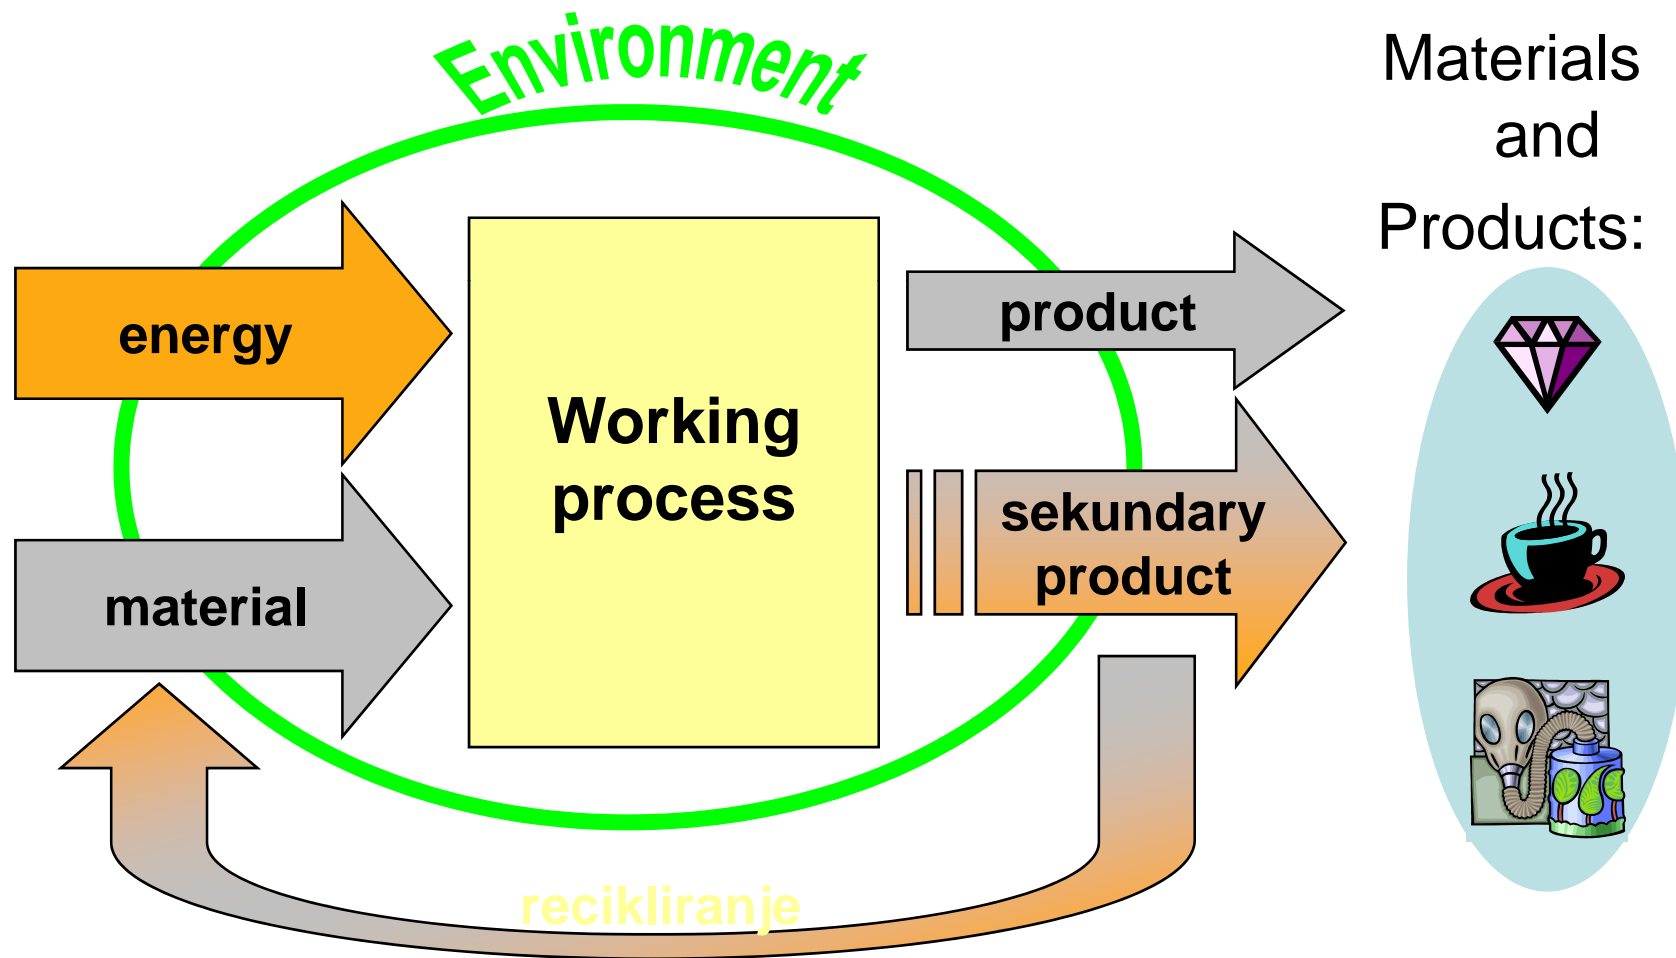 Environment
Materials
and
Products:
energy
product
Working
process
sekundary
product
material
recikliranje